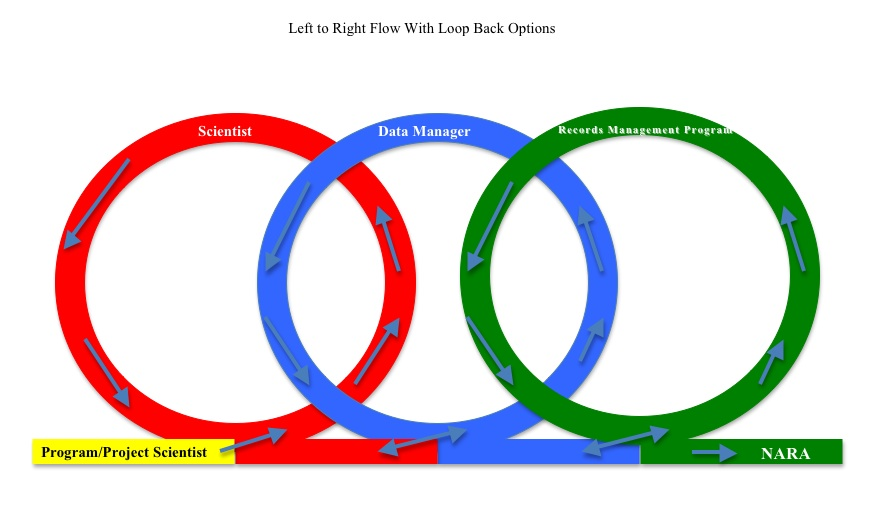 Left to Right Flow With Loop Back Options
Scientist
Data Manager
Records Management Program
Program/Project Scientist
NARA